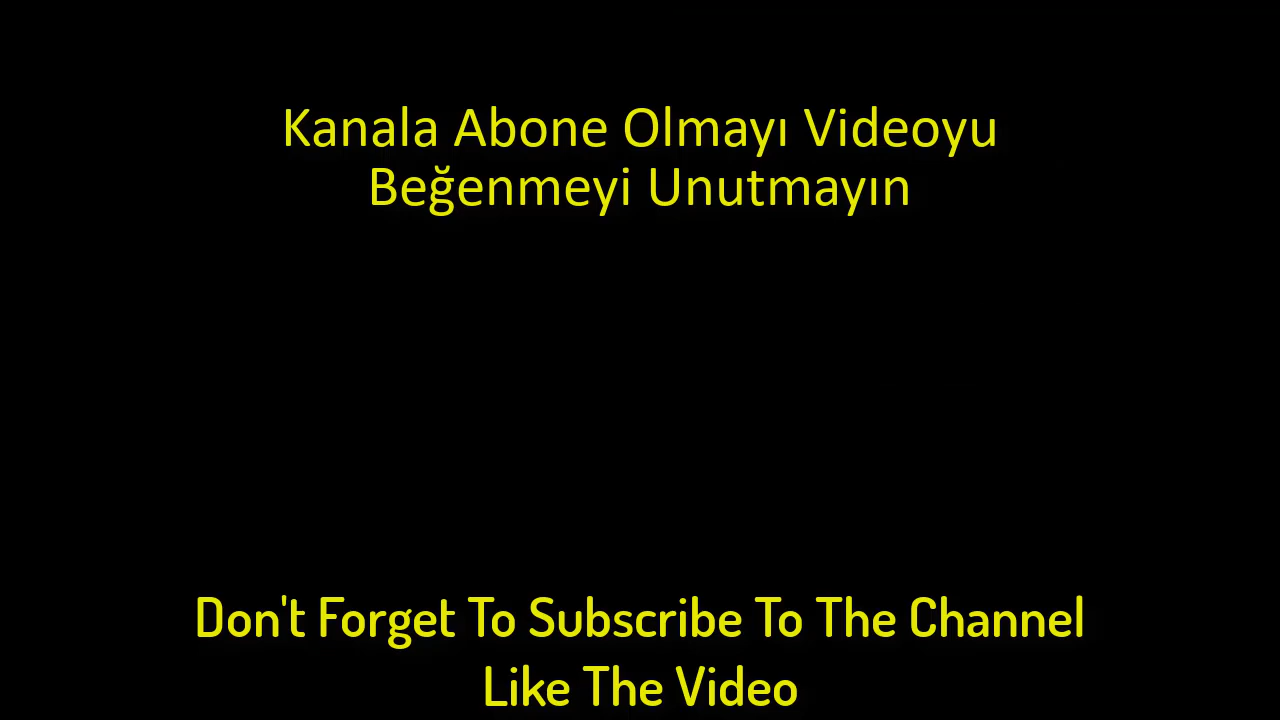 Kanala Abone Olmayı Videoyu
Beğenmeyi Unutmayın
Don't Forget To Subscribe To The Channel
Like The Video